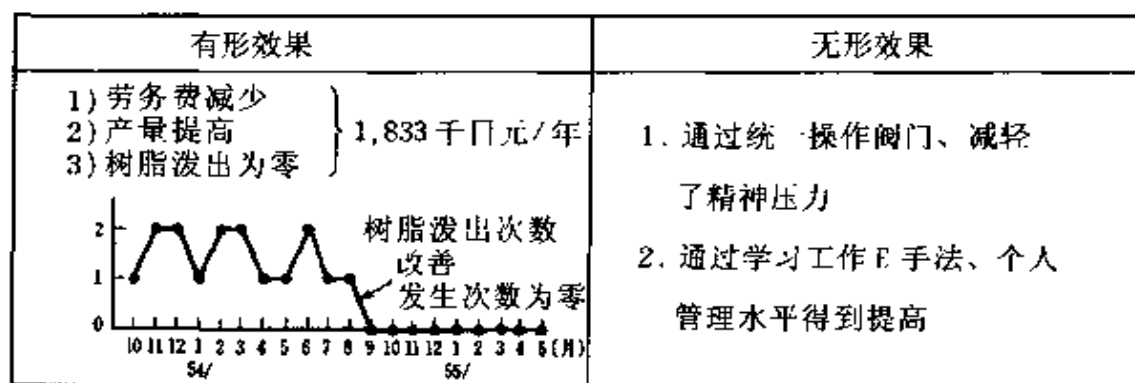 有形效果
无形效果
1) 劳务费减少
2) 产量提高
3) 树脂泼出为零
1,833 千日元/年
树脂泼出次数
改善
发生次数为零
2
1
0
10 11 12 1 2 3 4 5 6 7 8 9 10 11 12 1 2 3 4 5 (月)
54/ 55/
1. 通过统一操作阀门、减轻
了精神压力
2. 通过学习工作 手法、个人
管理水平得到提高